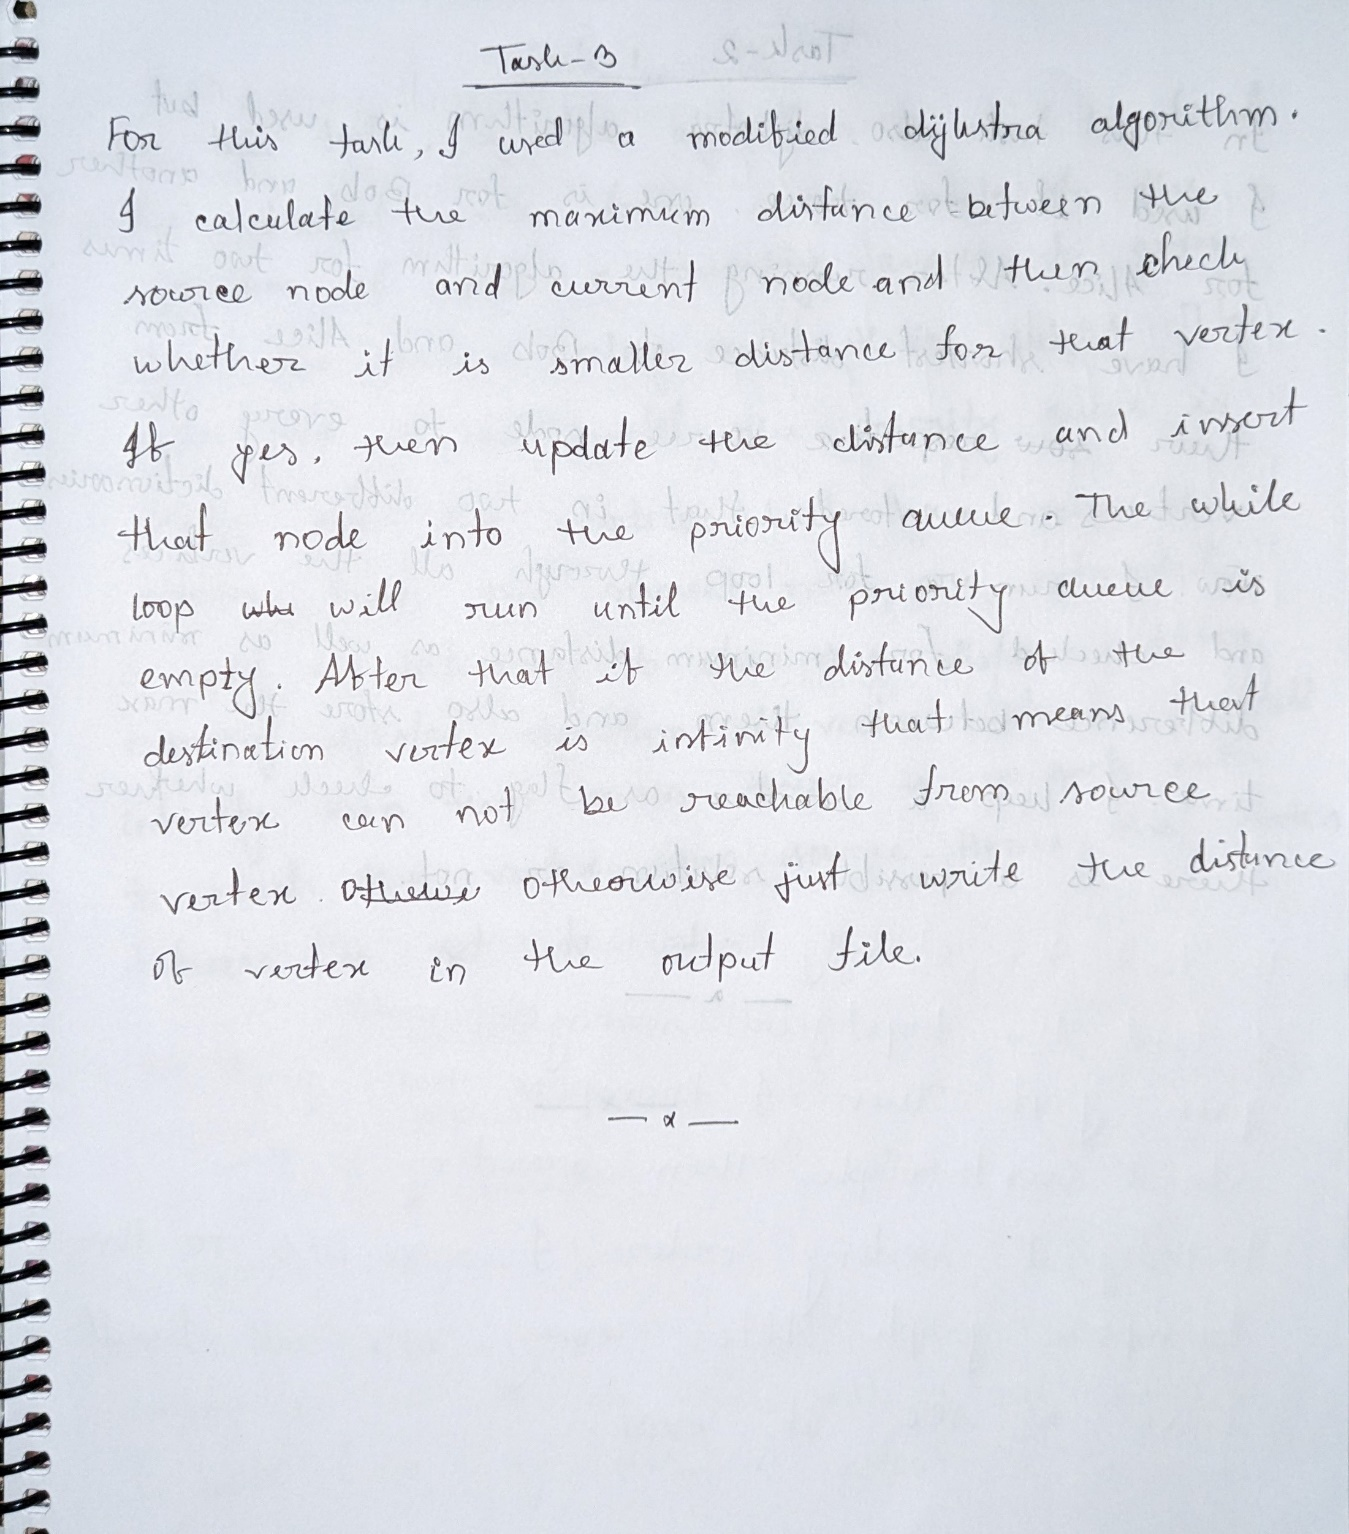 Task-3
For this task, I used a modified dijkstra algorithm.
I calculate the maximum distance between the
source node and current node and then check
whether it is smaller distance for that vertex.
If yes, then update the distance and insert
that node into the priority queue. The while
loop will run until the priority queue is
empty. After that if the distance of the
destination vertex is infinity that means that
vertex can not be reachable from source
vertex. otherwise just write the distance
of vertex in the output file.
— x —